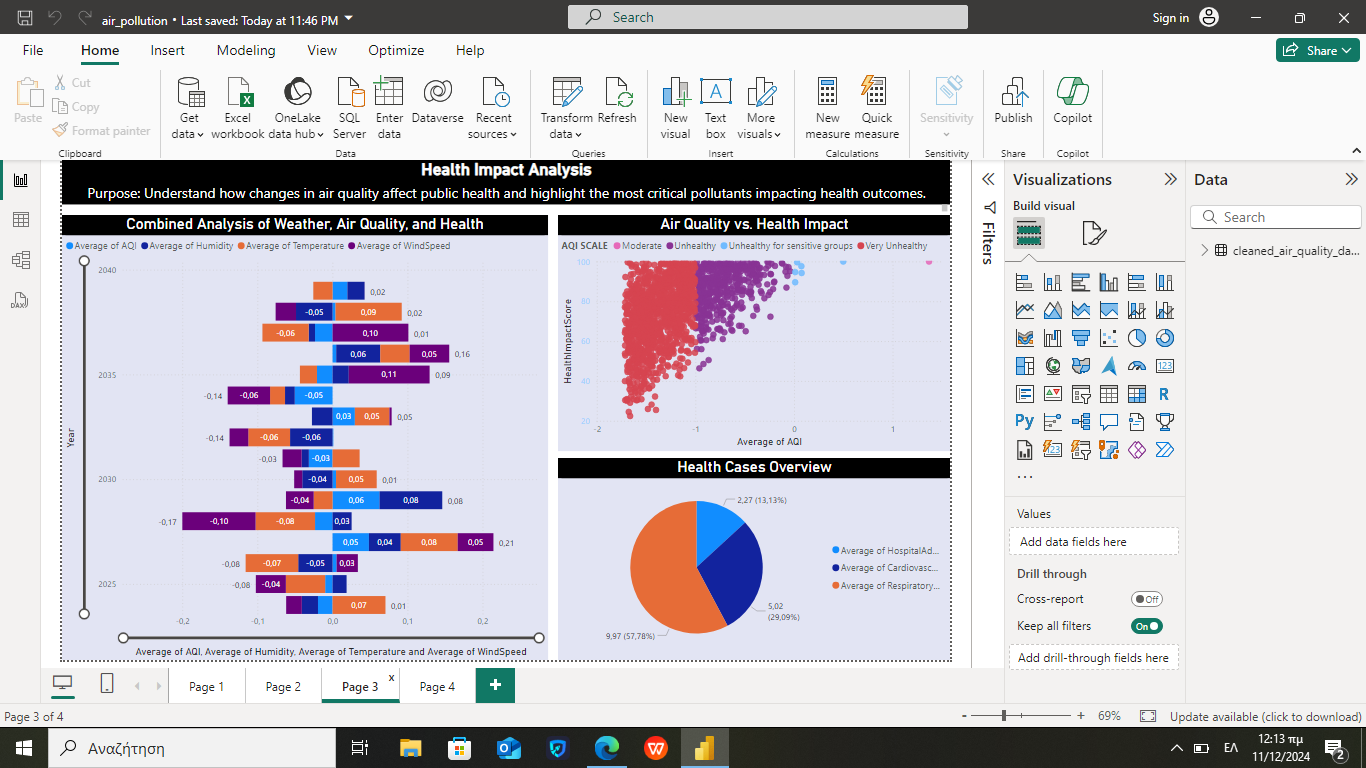 air_pollution • Last saved: Today at 11:46 PM
Search
Sign in
File Home Insert Modeling View Optimize Help
Share
Paste
Cut
Copy
Format painter
Get data
Excel workbook
OneLake data hub
SQL Server
Enter data
Dataverse
Recent sources
Transform data
Refresh
New visual
Text box
More visuals
New measure
Quick measure
Sensitivity
Publish
Copilot
Clipboard Data Queries Insert Calculations Sensitivity Share Copilot
Health Impact Analysis
Purpose: Understand how changes in air quality affect public health and highlight the most critical pollutants impacting health outcomes.
Combined Analysis of Weather, Air Quality, and Health
Average of AQI Average of Humidity Average of Temperature Average of WindSpeed
Year
2040
0,02
-0,05 0,09 0,02
-0,06 0,10 0,01
0,06 0,05 0,16
2035
0,11 0,09
-0,14 -0,06 -0,05
0,03 0,05 0,05
-0,14 -0,06 -0,06
-0,03 -0,03
2030
-0,04 0,05 0,01
-0,04 0,06 0,08 0,08
-0,17 -0,10 -0,08 0,03
0,05 0,04 0,08 0,05 0,21
-0,08 -0,07 -0,05 0,03
2025
-0,08 -0,04
0,07 0,01
-0,2 -0,1 0,0 0,1 0,2
Average of AQI, Average of Humidity, Average of Temperature and Average of WindSpeed
Air Quality vs. Health Impact
AQI SCALE Moderate Unhealthy Unhealthy for sensitive groups Very Unhealthy
HealthImpactScore
100
80
60
40
20
-2 -1 0 1
Average of AQI
Health Cases Overview
2,27 (13,13%)
5,02
(29,09%)
9,97 (57,78%)
Average of HospitalAd...
Average of Cardiovasc...
Average of Respiratory...
Filters
Visualizations
Build visual
123
R
Py
...
Values
Add data fields here
Drill through
Cross-report Off
Keep all filters On
Add drill-through fields here
Data
Search
cleaned_air_quality_da...
DAX
Page 1 Page 2 Page 3 x Page 4 +
Page 3 of 4
- + 69%
Update available (click to download)
Αναζήτηση
ΕΛ
12:13 πμ
11/12/2024
2